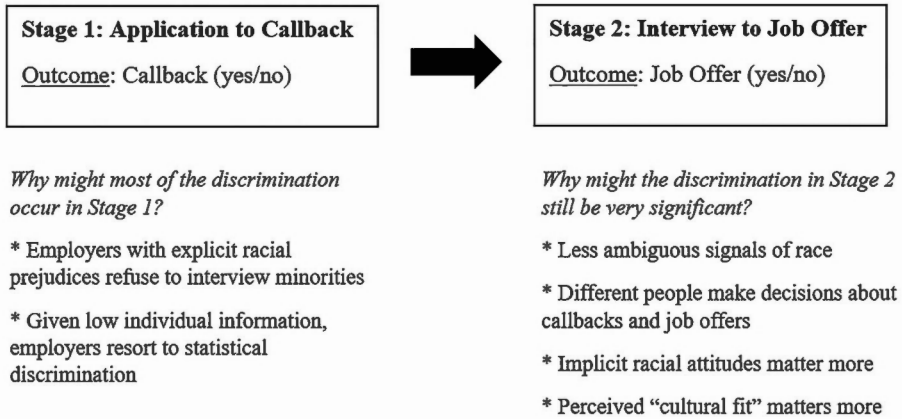 Stage 1: Application to Callback
Outcome: Callback (yes/no)
Stage 2: Interview to Job Offer
Outcome: Job Offer (yes/no)
Why might most of the discrimination
occur in Stage 1?
* Employers with explicit racial
prejudices refuse to interview minorities
* Given low individual information,
employers resort to statistical
discrimination
Why might the discrimination in Stage 2
still be very significant?
* Less ambiguous signals of race
* Different people make decisions about
callbacks and job offers
* Implicit racial attitudes matter more
* Perceived “cultural fit” matters more